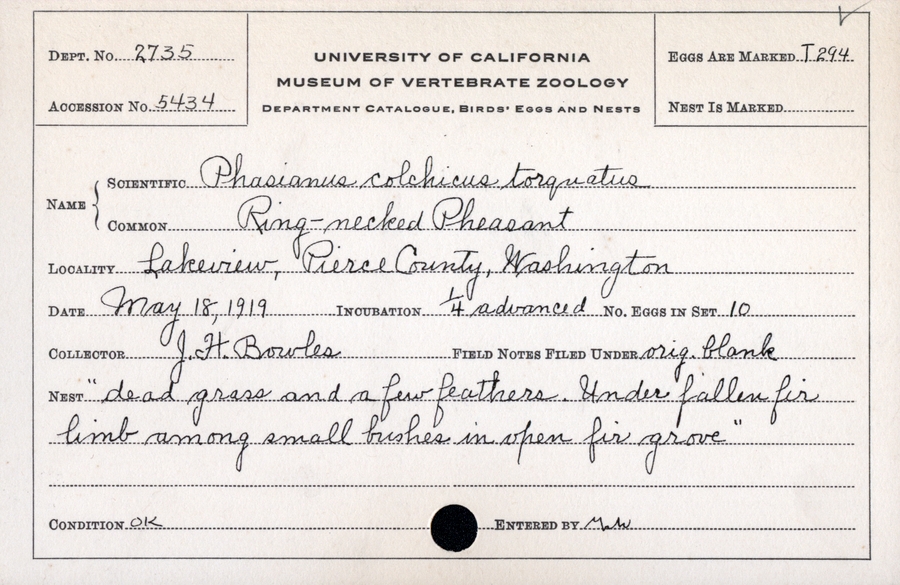 DEPT. No. 2735
ACCESSION No. 5434
UNIVERSITY OF CALIFORNIA
MUSEUM OF VERTEBRATE ZOOLOGY
DEPARTMENT CATALOGUE, BIRDS' EGGS AND NESTS
EGGS ARE MARKED T 294
NEST IS MARKED
NAME
SCIENTIFIC Phasianus colchicus torquatus
COMMON Ring-necked Pheasant
LOCALITY Lakeview, Pierce County, Washington
DATE May 18, 1919 INCUBATION 1/4 advanced No. EGGS IN SET 10
COLLECTOR J. H. Bowles FIELD NOTES FILED UNDER orig. blank
NEST "dead grass and a few feathers. Under fallen fir
limb among small bushes in open fir grove"
CONDITION OK ENTERED BY